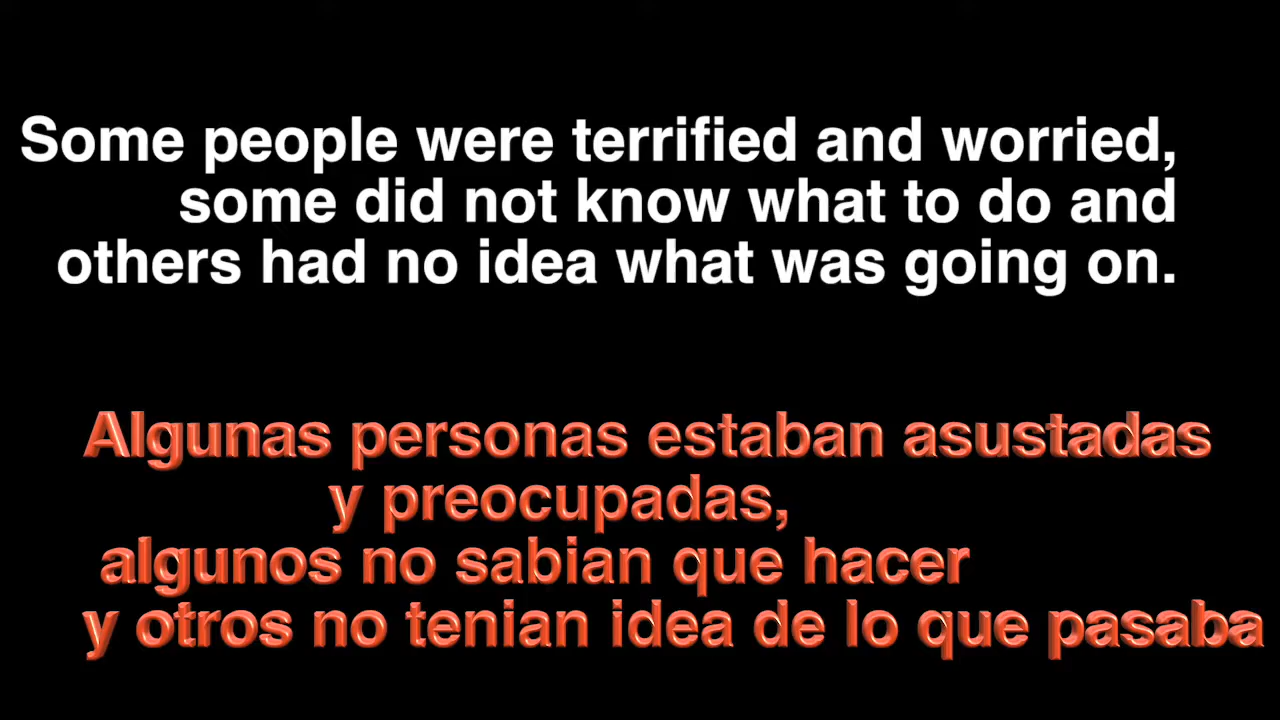 Some people were terrified and worried,
some did not know what to do and
others had no idea what was going on.
Algunas personas estaban asustadas
y preocupadas,
algunos no sabian que hacer
y otros no tenian idea de lo que pasaba